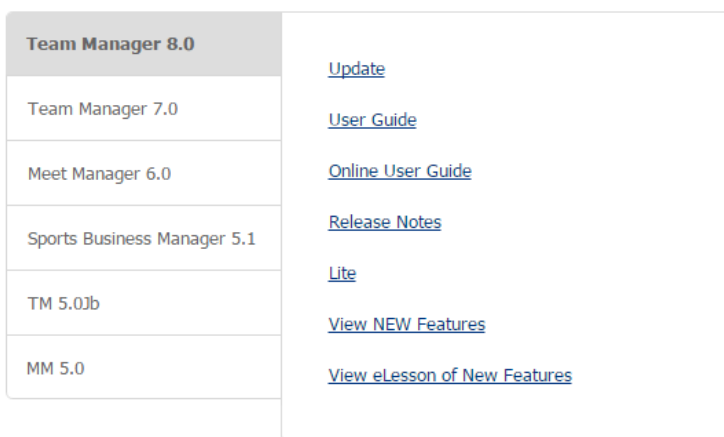 Team Manager 8.0
Team Manager 7.0
Meet Manager 6.0
Sports Business Manager 5.1
TM 5.0Jb
MM 5.0
Update
User Guide
Online User Guide
Release Notes
Lite
View NEW Features
View eLesson of New Features